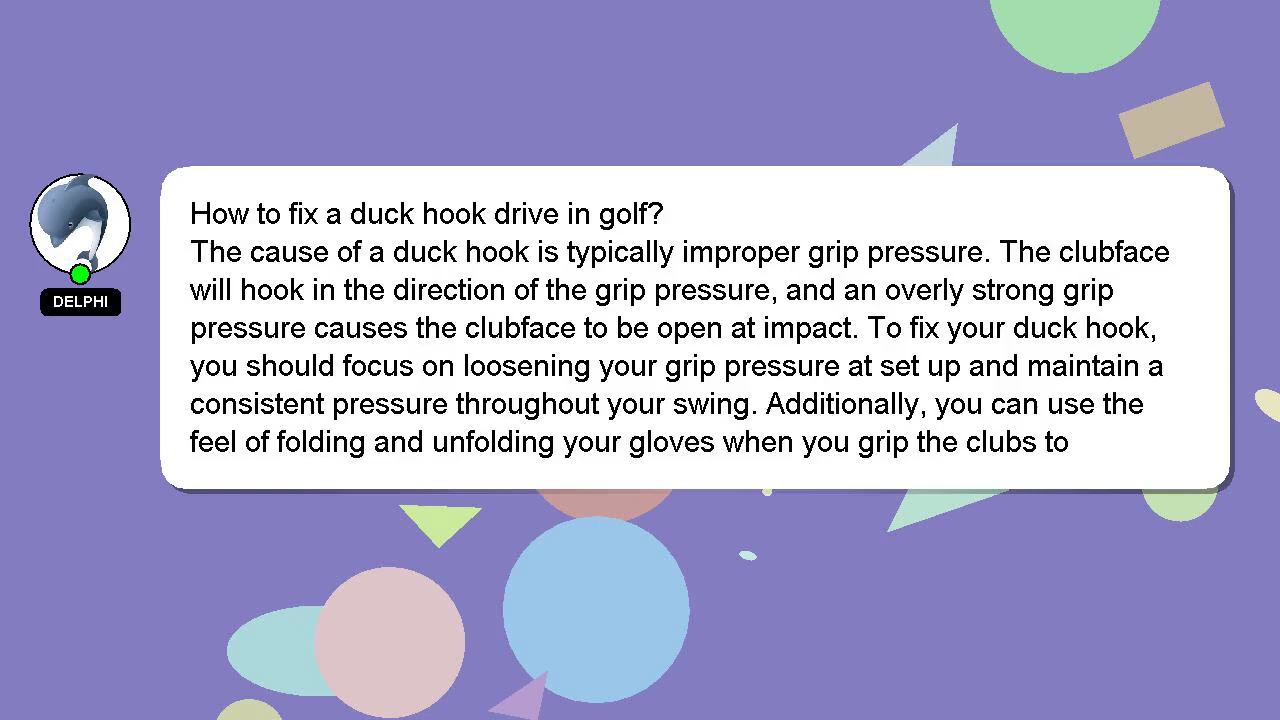 How to fix a duck hook drive in golf?
The cause of a duck hook is typically improper grip pressure. The clubface
will hook in the direction of the grip pressure, and an overly strong grip
pressure causes the clubface to be open at impact. To fix your duck hook,
you should focus on loosening your grip pressure at set up and maintain a
consistent pressure throughout your swing. Additionally, you can use the
feel of folding and unfolding your gloves when you grip the clubs to
DELPHI